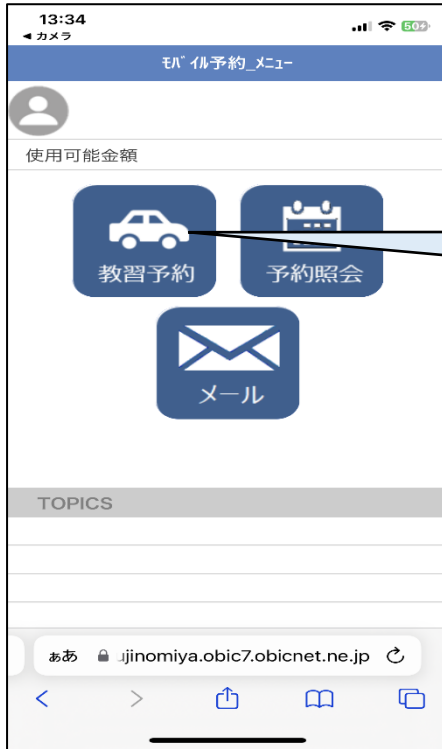 13:34
◀ カメラ
50
ﾓﾊﾞｲﾙ予約_ﾒﾆｭｰ
使用可能金額
教習予約
予約照会
メール
TOPICS
ぁあ ujinomiya.obic7.obicnet.ne.jp